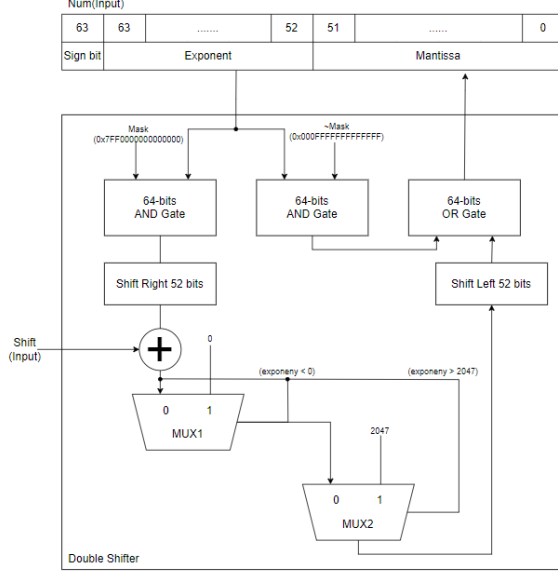 Num(Input)
63 63 ....... 52 51 ...... 0
Sign bit Exponent Mantissa
Mask
(0x7FF0000000000000)
~Mask
(0x000FFFFFFFFFFFFF)
64-bits
AND Gate
64-bits
AND Gate
64-bits
OR Gate
Shift Right 52 bits
Shift Left 52 bits
Shift
(Input)
+
0
(exponeny < 0)
(exponeny > 2047)
0 1
MUX1
2047
0 1
MUX2
Double Shifter